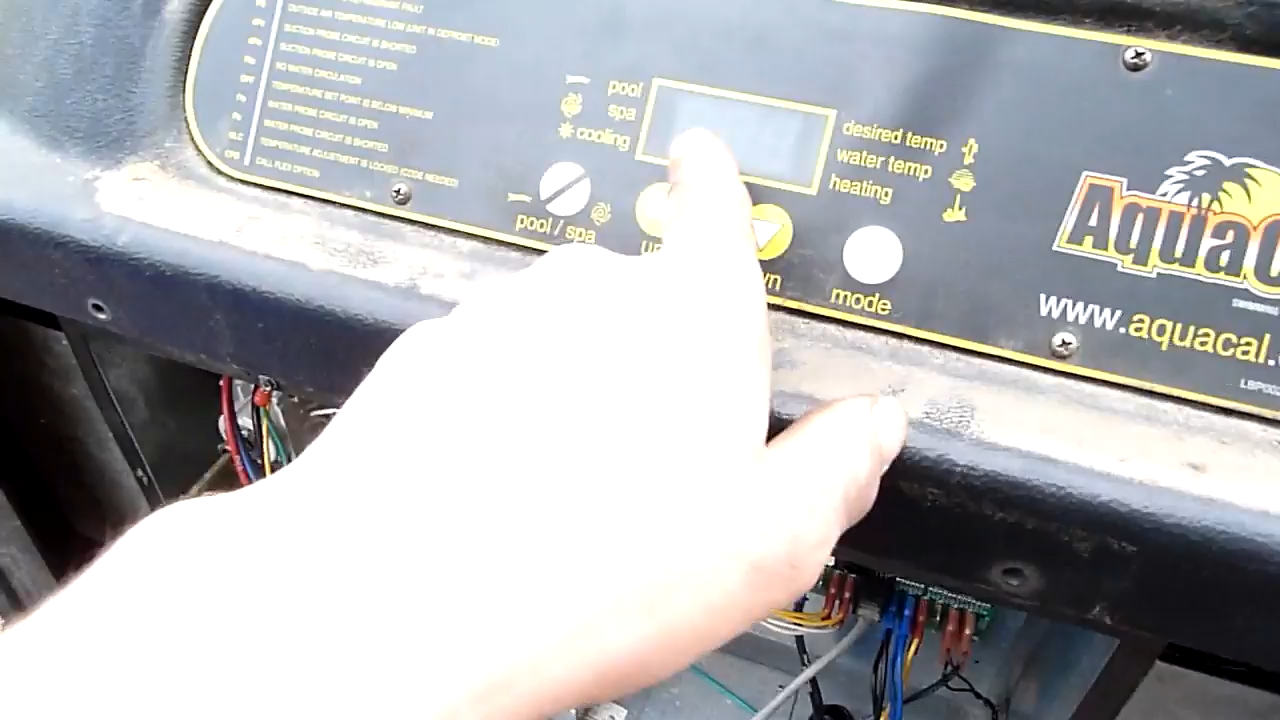 FAULT
OUTSIDE AIR TEMPERATURE LOW (UNIT IN DEFROST MODE)
SUCTION PROBE CIRCUIT IS SHORTED
SUCTION PROBE CIRCUIT IS OPEN
NO WATER CIRCULATION
TEMPERATURE SET POINT IS BELOW MINIMUM
WATER PROBE CIRCUIT IS OPEN
WATER PROBE CIRCUIT IS SHORTED
TEMPERATURE ADJUSTMENT IS LOCKED (CODE NEEDED)
CALL FLEX OPTION
pool
spa
cooling
desired temp
water temp
heating
pool / spa
mode
AquaC
www.aquacal.